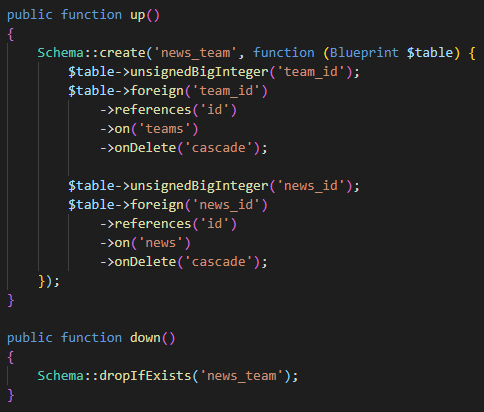 public function up()
{
    Schema::create('news_team', function (Blueprint $table) {
        $table->unsignedBigInteger('team_id');
        $table->foreign('team_id')
            ->references('id')
            ->on('teams')
            ->onDelete('cascade');

        $table->unsignedBigInteger('news_id');
        $table->foreign('news_id')
            ->references('id')
            ->on('news')
            ->onDelete('cascade');
    });
}

public function down()
{
    Schema::dropIfExists('news_team');
}